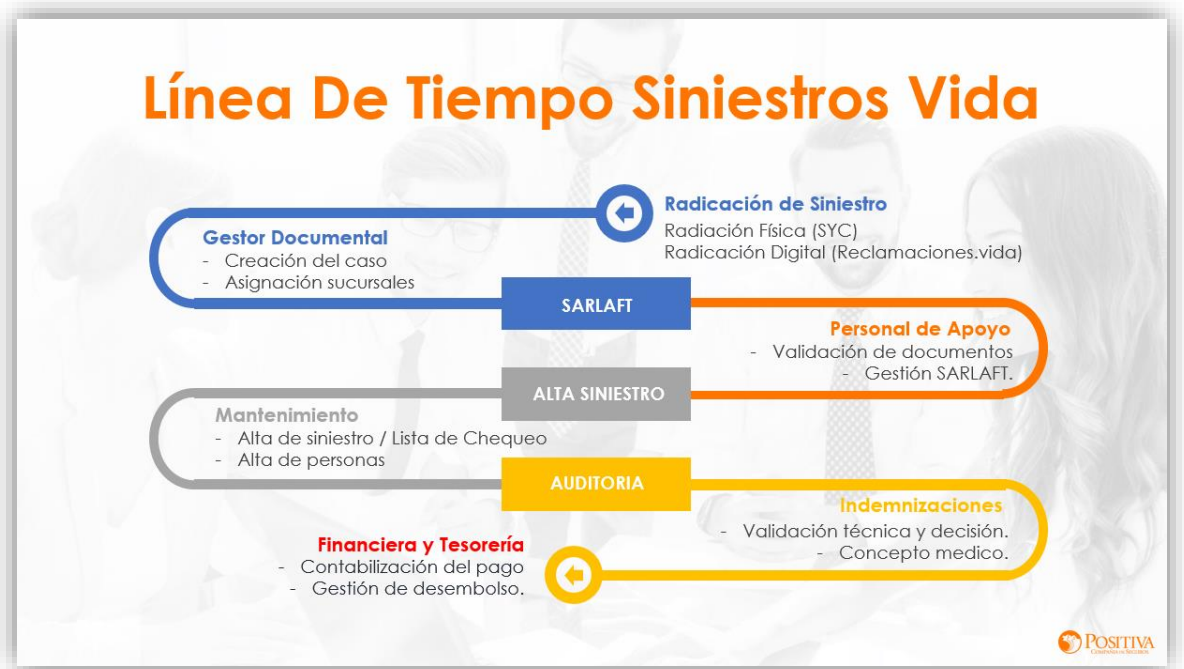 Línea De Tiempo Siniestros Vida
Radicación de Siniestro
Radiación Física (SYC)
Radicación Digital (Reclamaciones.vida)
Gestor Documental
- Creación del caso
- Asignación sucursales
SARLAFT
Personal de Apoyo
- Validación de documentos
- Gestión SARLAFT.
ALTA SINIESTRO
Mantenimiento
- Alta de siniestro / Lista de Chequeo
- Alta de personas
AUDITORIA
Indemnizaciones
- Validación técnica y decisión.
- Concepto medico.
Financiera y Tesorería
- Contabilización del pago
- Gestión de desembolso.
POSITIVA
COMPAÑÍA DE SEGUROS